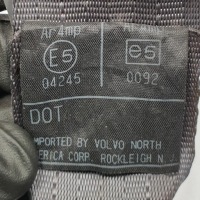 Ar4mp
E5 e5
04245 0092
DOT
IMPORTED BY VOLVO NORTH
ERICA CORP. ROCKLEIGH N.J